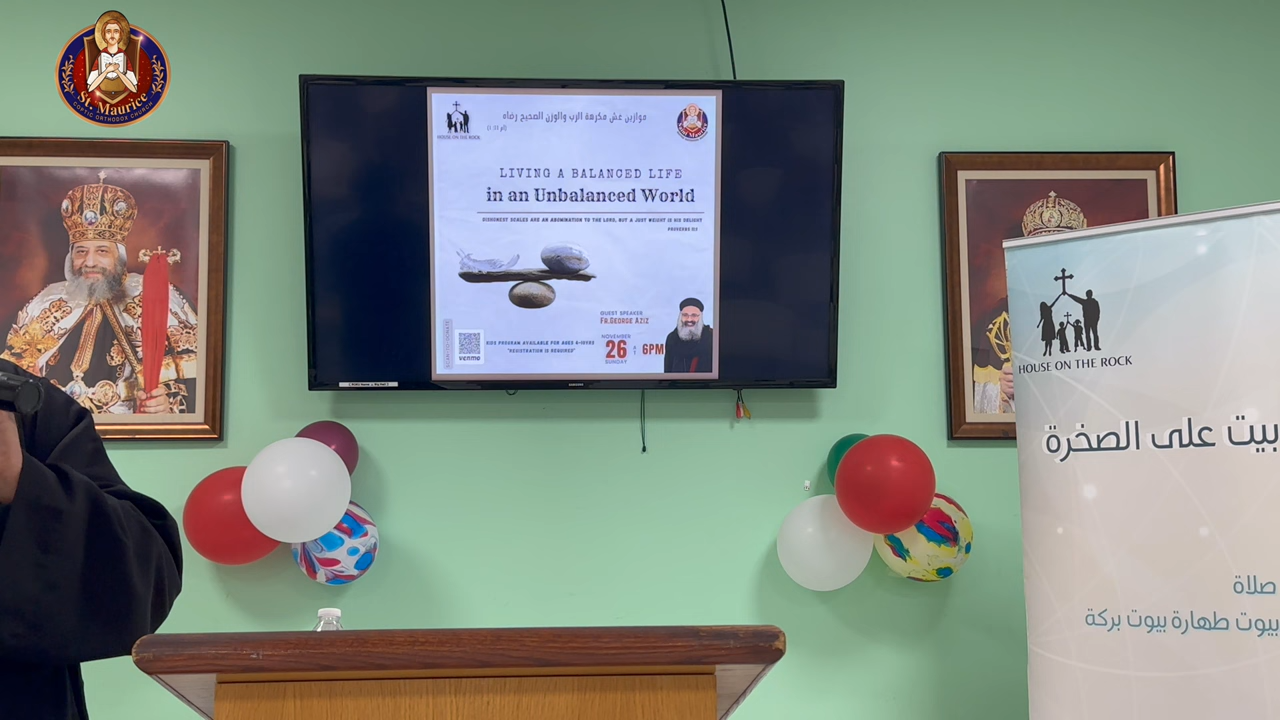 St. Maurice
COPTIC ORTHODOX CHURCH
HOUSE ON THE ROCK
موازين غش مكرهة الرب والوزن الصحيح رضاه
LIVING A BALANCED LIFE
in an Unbalanced World
DISHONEST SCALES ARE AN ABOMINATION TO THE LORD, BUT A JUST WEIGHT IS HIS DELIGHT
GUEST SPEAKER
FR.GEORGE AZIZ
KIDS PROGRAM AVAILABLE FOR AGES
"REGISTRATION IS REQUIRED"
venmo
NOVEMBER
26 AT 6PM
SUNDAY
SAMSUNG
HOUSE ON THE ROCK
بيت على الصخرة
صلاة
بيوت طهارة بيوت بركة